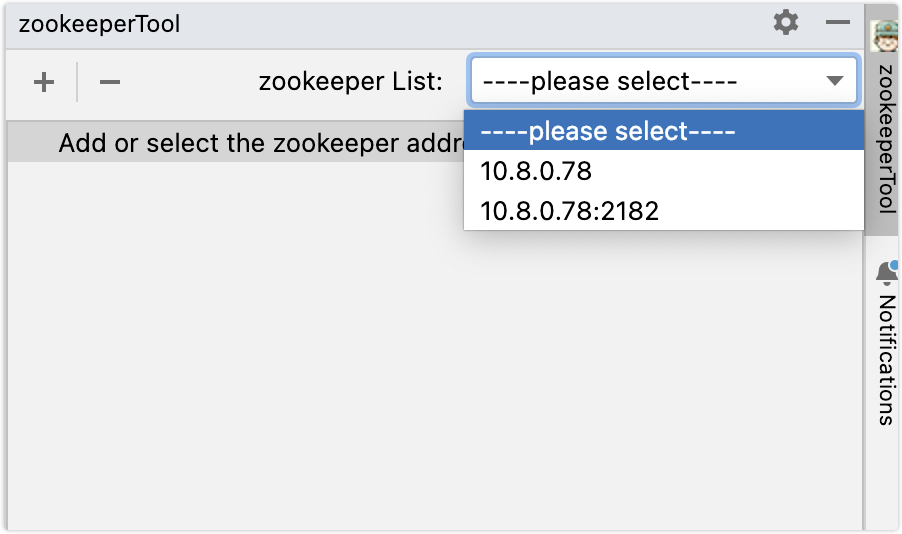 zookeeperTool
zookeeper List:
----please select----
----please select----
10.8.0.78
10.8.0.78:2182
Add or select the zookeeper addr
zookeeperTool
Notifications